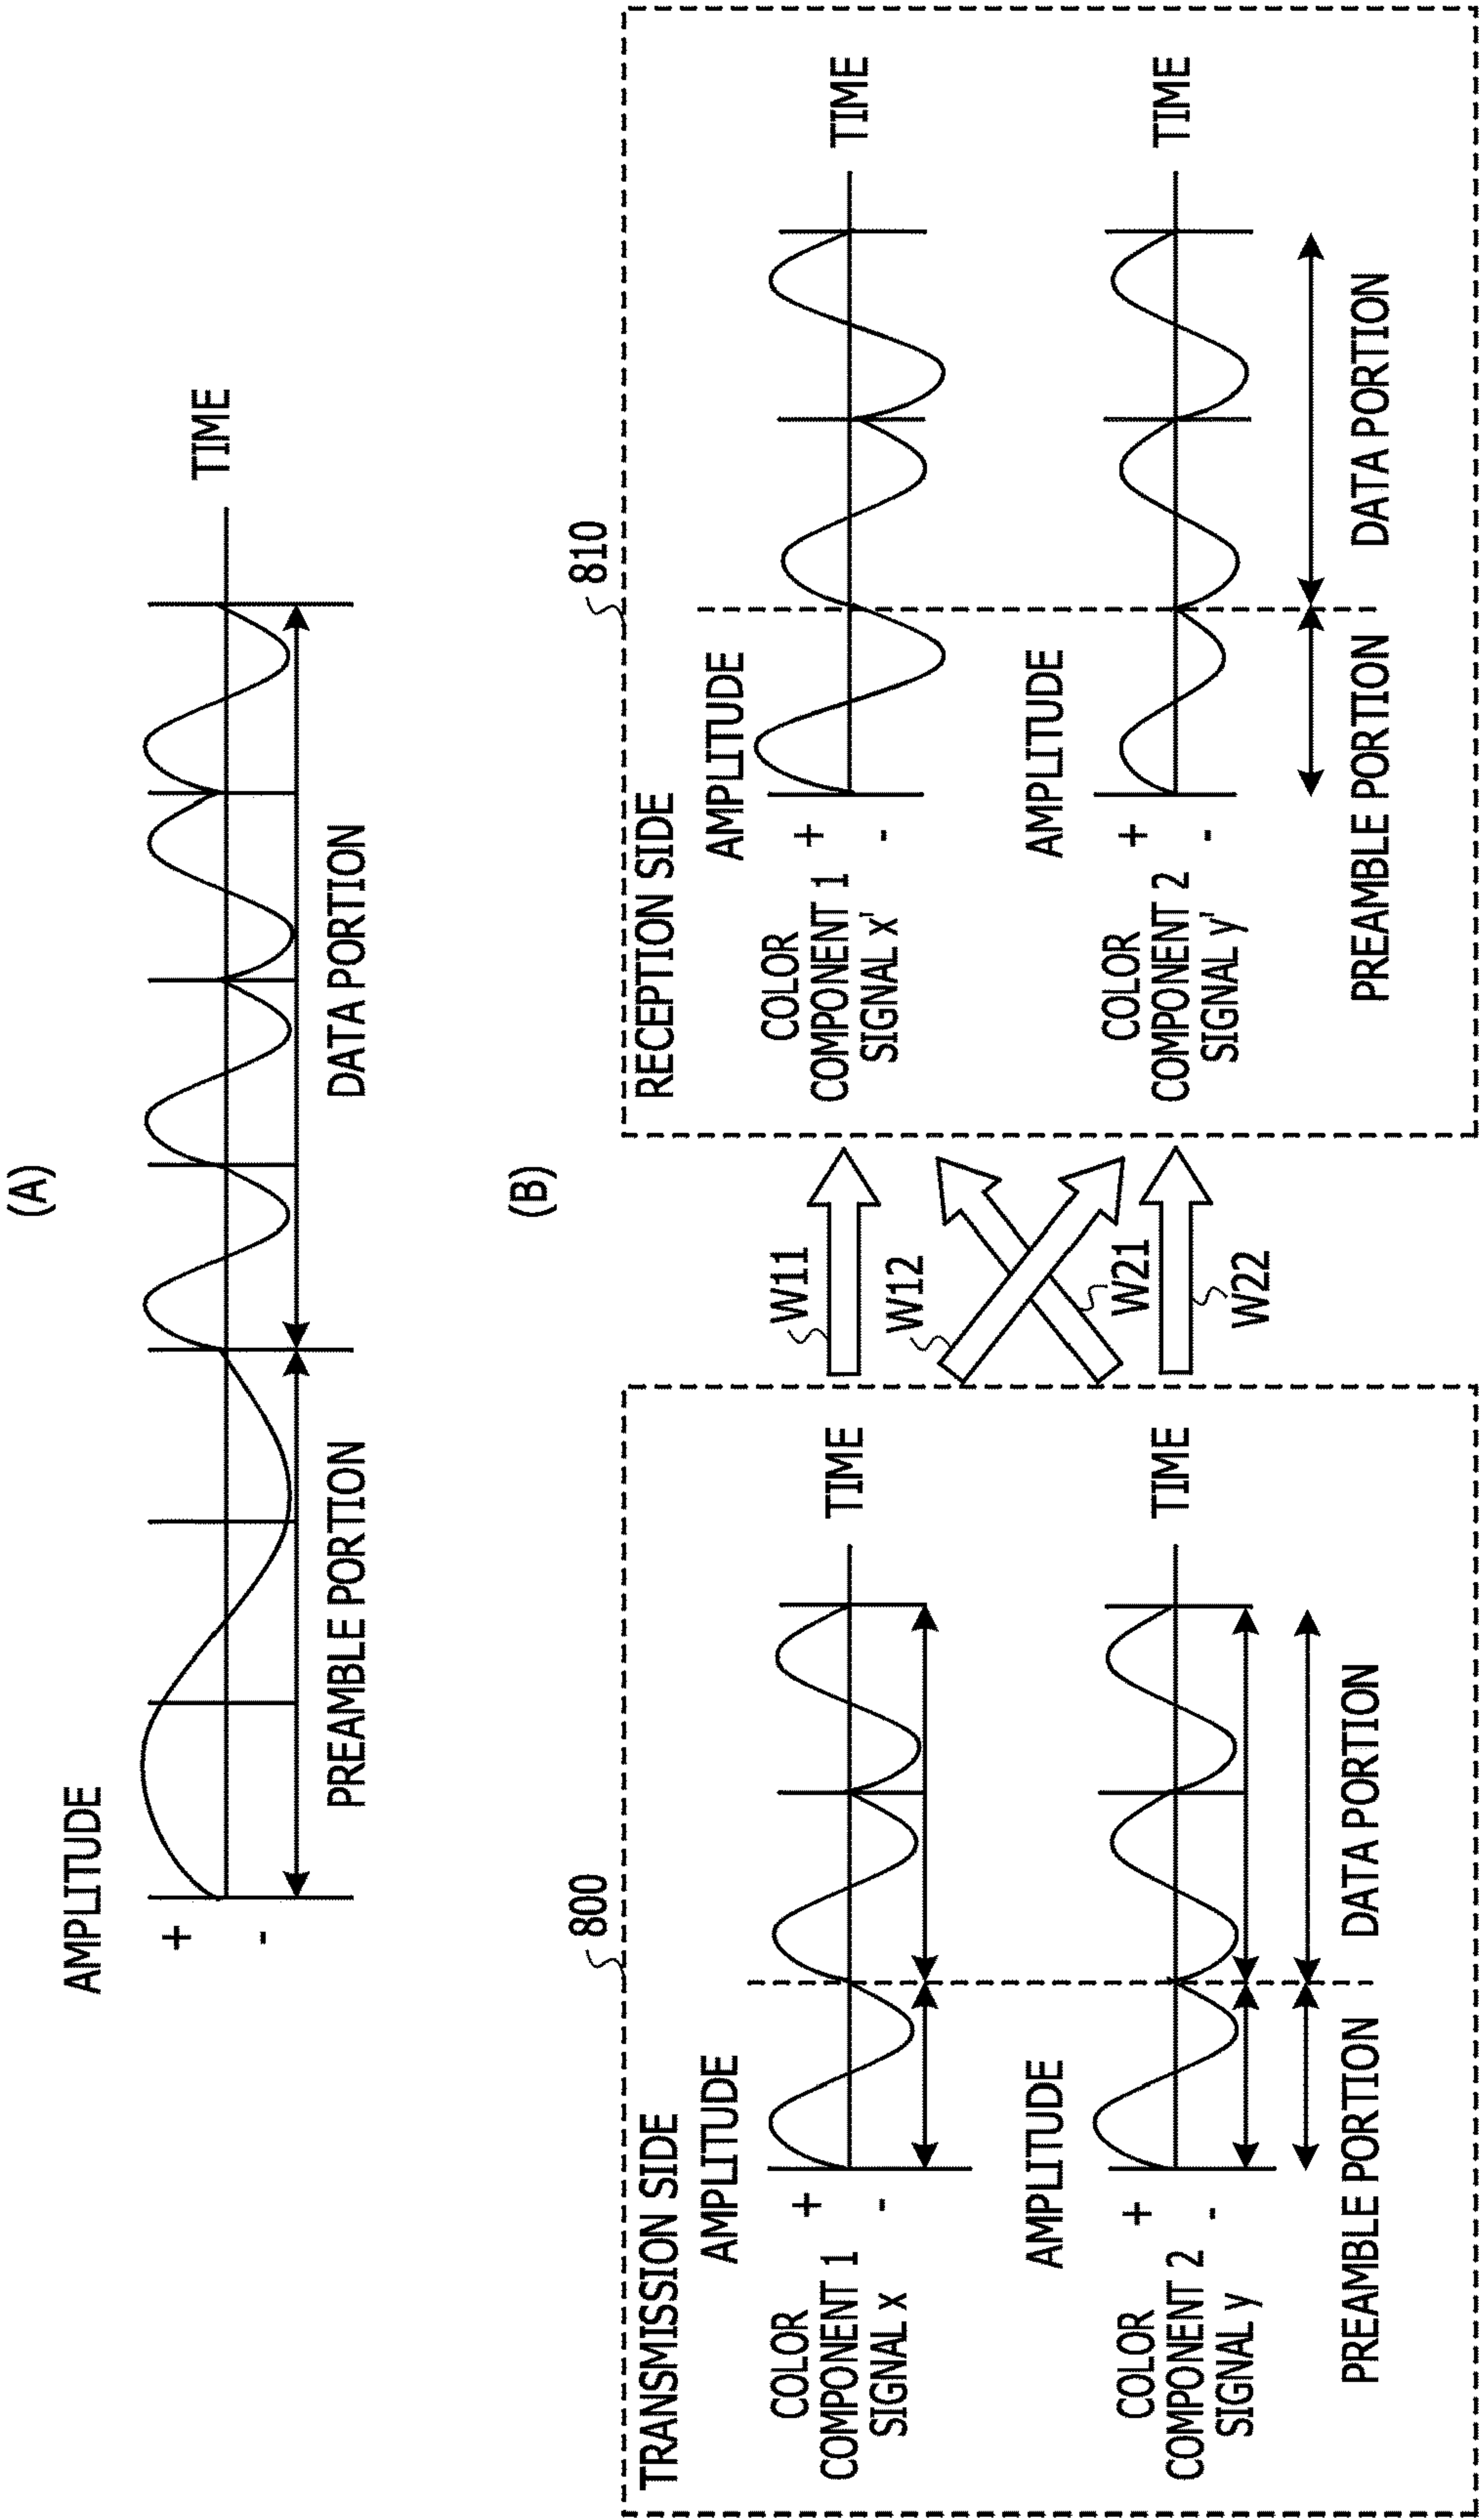 (A)
AMPLITUDE
+
-
TIME
PREAMBLE PORTION
DATA PORTION
(B)
800
TRANSMISSION SIDE
AMPLITUDE
COLOR
COMPONENT 1
SIGNAL x
+
-
TIME
AMPLITUDE
COLOR
COMPONENT 2
SIGNAL y
+
-
TIME
PREAMBLE PORTION
DATA PORTION
W11
W12
W21
W22
810
RECEPTION SIDE
AMPLITUDE
COLOR
COMPONENT 1
SIGNAL x'
+
-
TIME
AMPLITUDE
COLOR
COMPONENT 2
SIGNAL y'
+
-
TIME
PREAMBLE PORTION
DATA PORTION